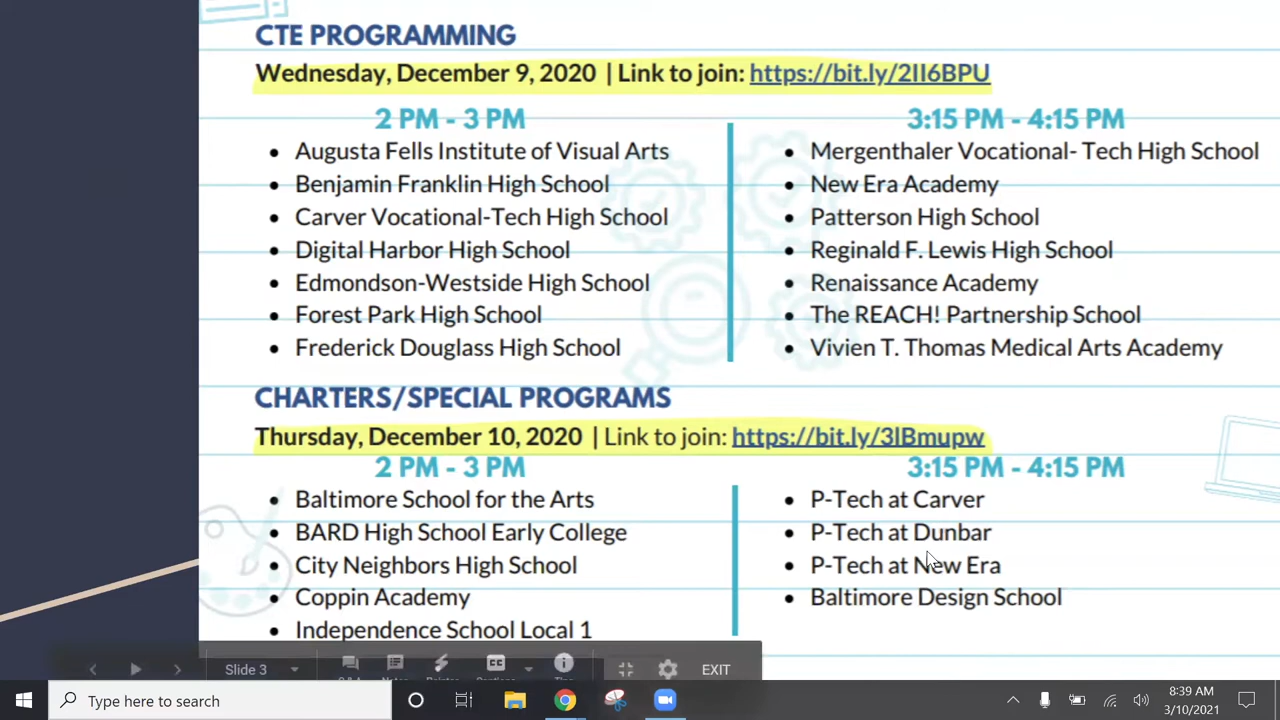 CTE PROGRAMMING
Wednesday, December 9, 2020 | Link to join: https://bit.ly/2II6BPU
2 PM - 3 PM
Augusta Fells Institute of Visual Arts
Benjamin Franklin High School
Carver Vocational-Tech High School
Digital Harbor High School
Edmondson-Westside High School
Forest Park High School
Frederick Douglass High School
3:15 PM - 4:15 PM
Mergenthaler Vocational- Tech High School
New Era Academy
Patterson High School
Reginald F. Lewis High School
Renaissance Academy
The REACH! Partnership School
Vivien T. Thomas Medical Arts Academy
CHARTERS/SPECIAL PROGRAMS
Thursday, December 10, 2020 | Link to join: https://bit.ly/3lBmupw
2 PM - 3 PM
Baltimore School for the Arts
BARD High School Early College
City Neighbors High School
Coppin Academy
Independence School Local 1
3:15 PM - 4:15 PM
P-Tech at Carver
P-Tech at Dunbar
P-Tech at New Era
Baltimore Design School
Slide 3
EXIT
Type here to search
8:39 AM
3/10/2021